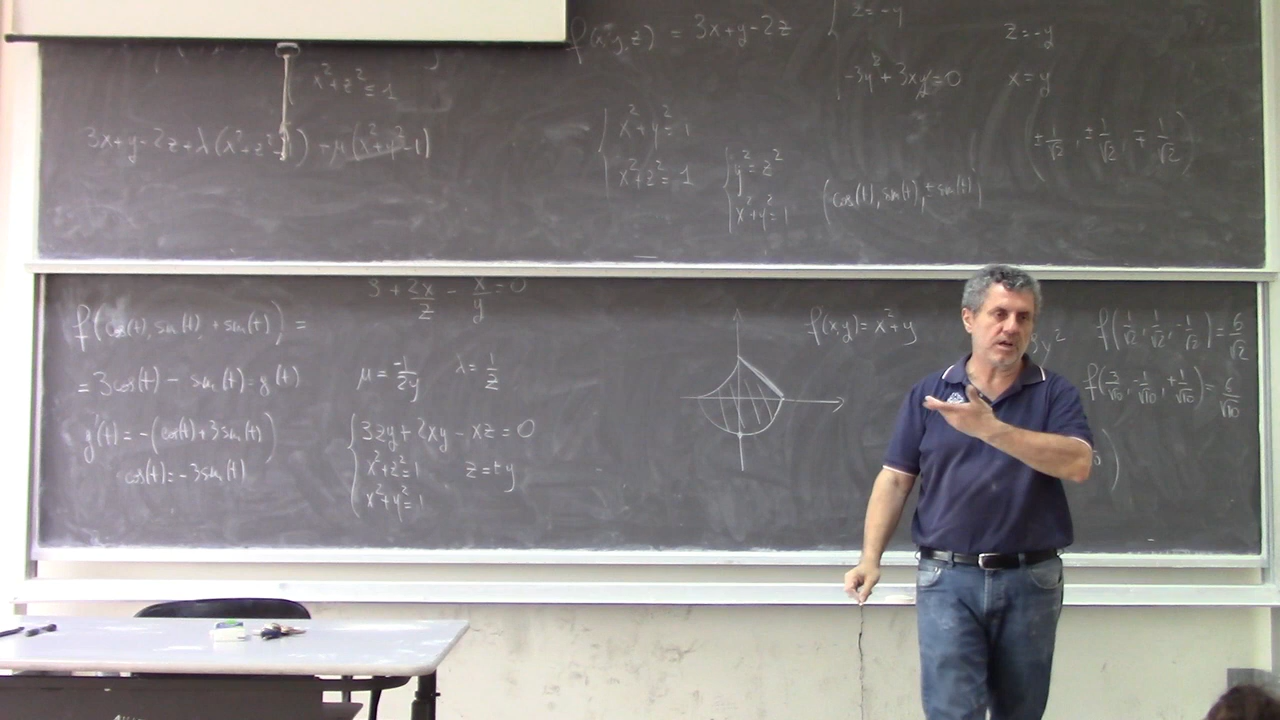 x²+z²≤1
3x+y-2z+λ(x²+z²-1)+μ(x²+y²-1)
f(x,y,z) = 3x+y-2z
x²+y²=1
x²+z²=1
y²=z²
x²+y²=1
z=-y
-3y²+3xy=0
z=-y
x=y
(±1/√2, ±1/√2, ∓1/√2)
(cos(t), sin(t), ±sin(t))
f(cos(t), sin(t), +sin(t)) =
=3cos(t) - sin(t)=g(t)
g'(t)=-(cos(t)+3sin(t))
cos(t)=-3sin(t)
3+2x/z - x/y=0
μ=-1/2y λ=1/z
3zy+2xy-xz=0
x²+z²=1 z=±y
x²+y²=1
f(x,y)=x²+y
3y²
f(1/√2, 1/√2, -1/√2)=6/√2
f(3/√10, -1/√10, +1/√10)=6/√10